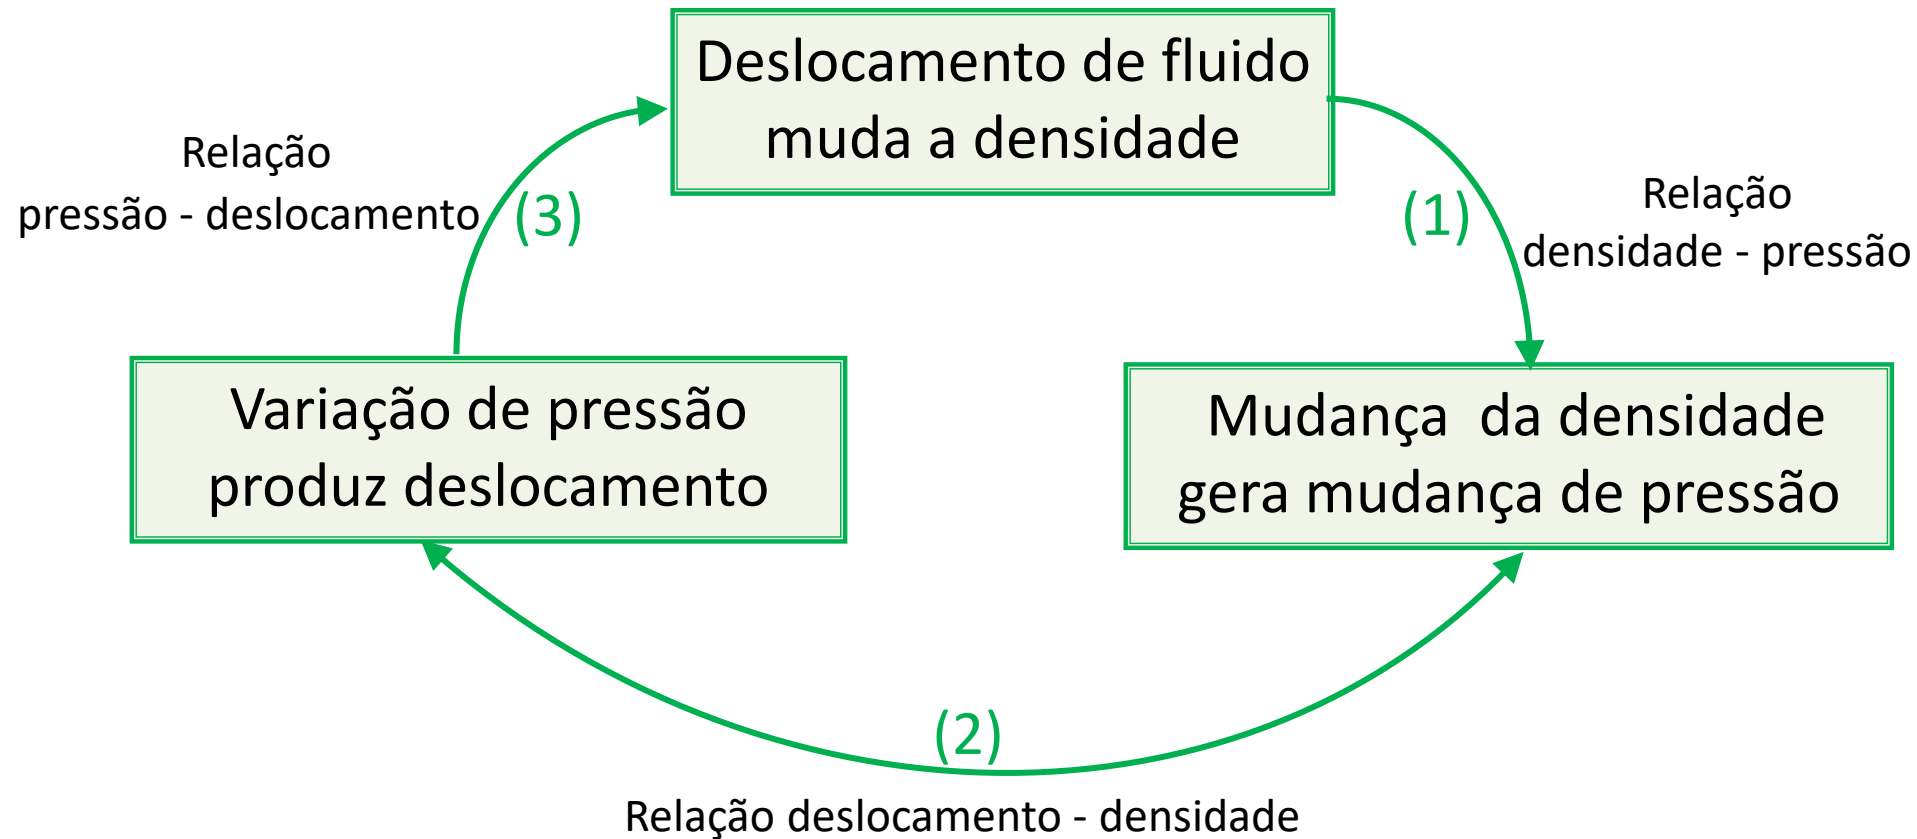 Deslocamento de fluido
muda a densidade
Relação
pressão - deslocamento
(3)
(1)
Relação
densidade - pressão
Variação de pressão
produz deslocamento
Mudança da densidade
gera mudança de pressão
(2)
Relação deslocamento - densidade